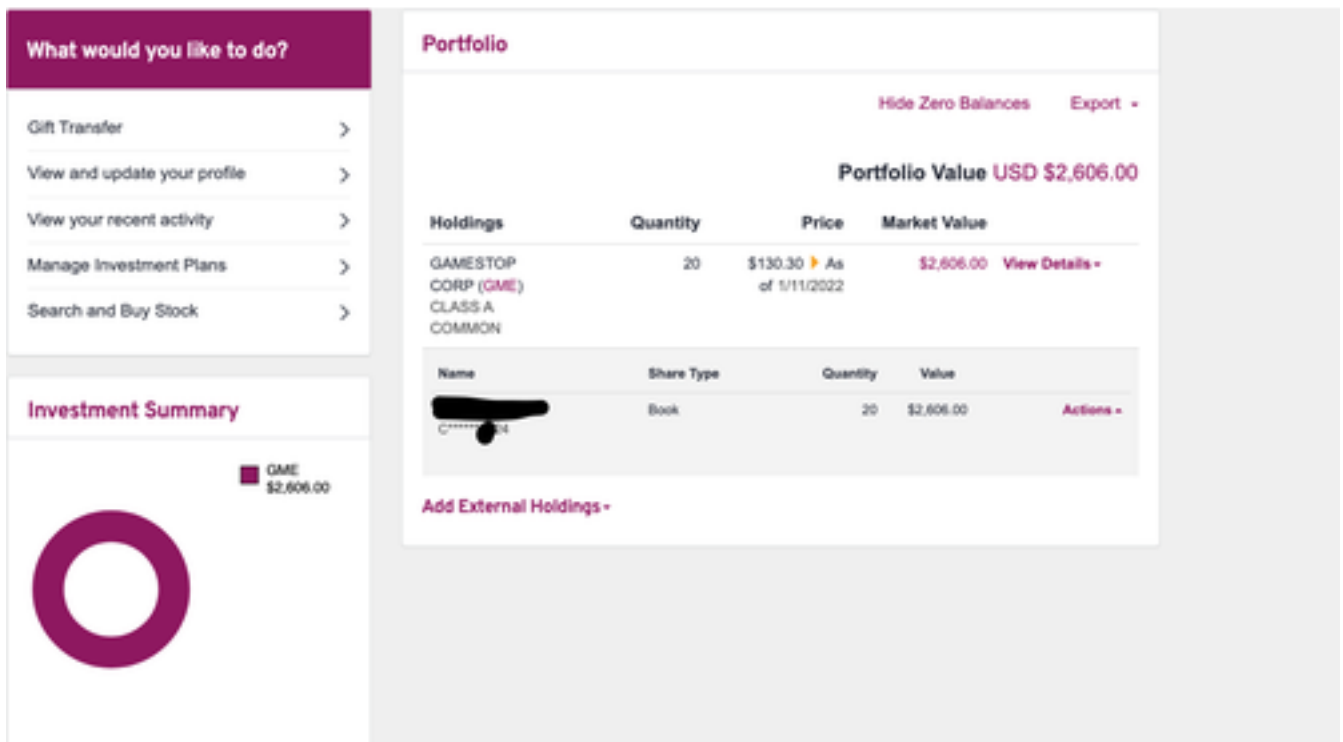 What would you like to do?
Gift Transfer
View and update your profile
View your recent activity
Manage Investment Plans
Search and Buy Stock
Investment Summary
GME
$2,606.00
Portfolio
Hide Zero Balances Export
Portfolio Value USD $2,606.00
Holdings Quantity Price Market Value
GAMESTOP 20 $130.30 As $2,606.00 View Details
CORP (GME) of 1/11/2022
CLASS A
COMMON
Name Share Type Quantity Value
Book 20 $2,606.00 Actions
Add External Holdings